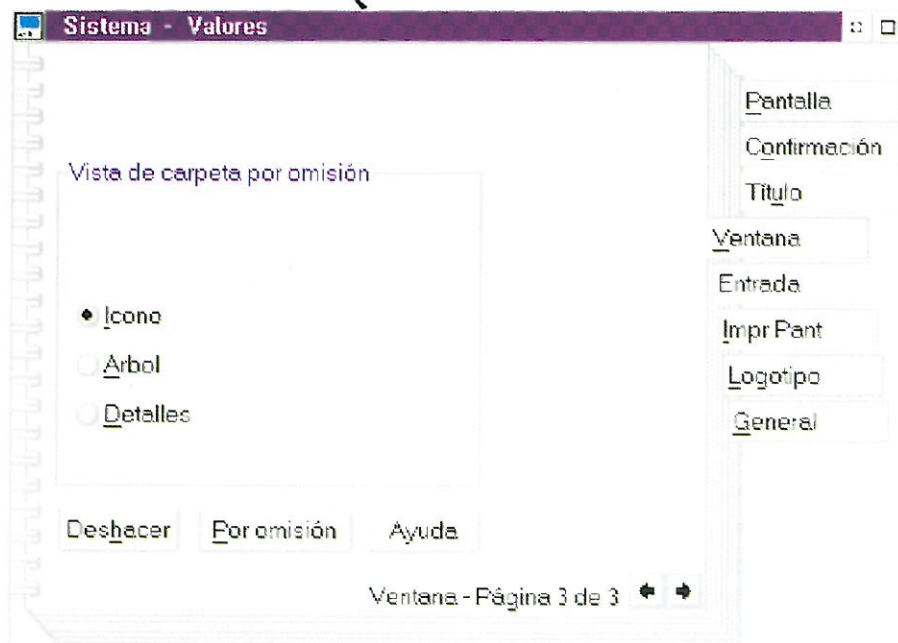 Sistema - Valores
Pantalla
Confirmación
Título
Ventana
Entrada
Impr Pant
Logotipo
General
Vista de carpeta por omisión
Icono
Arbol
Detalles
Deshacer
Por omisión
Ayuda
Ventana - Página 3 de 3